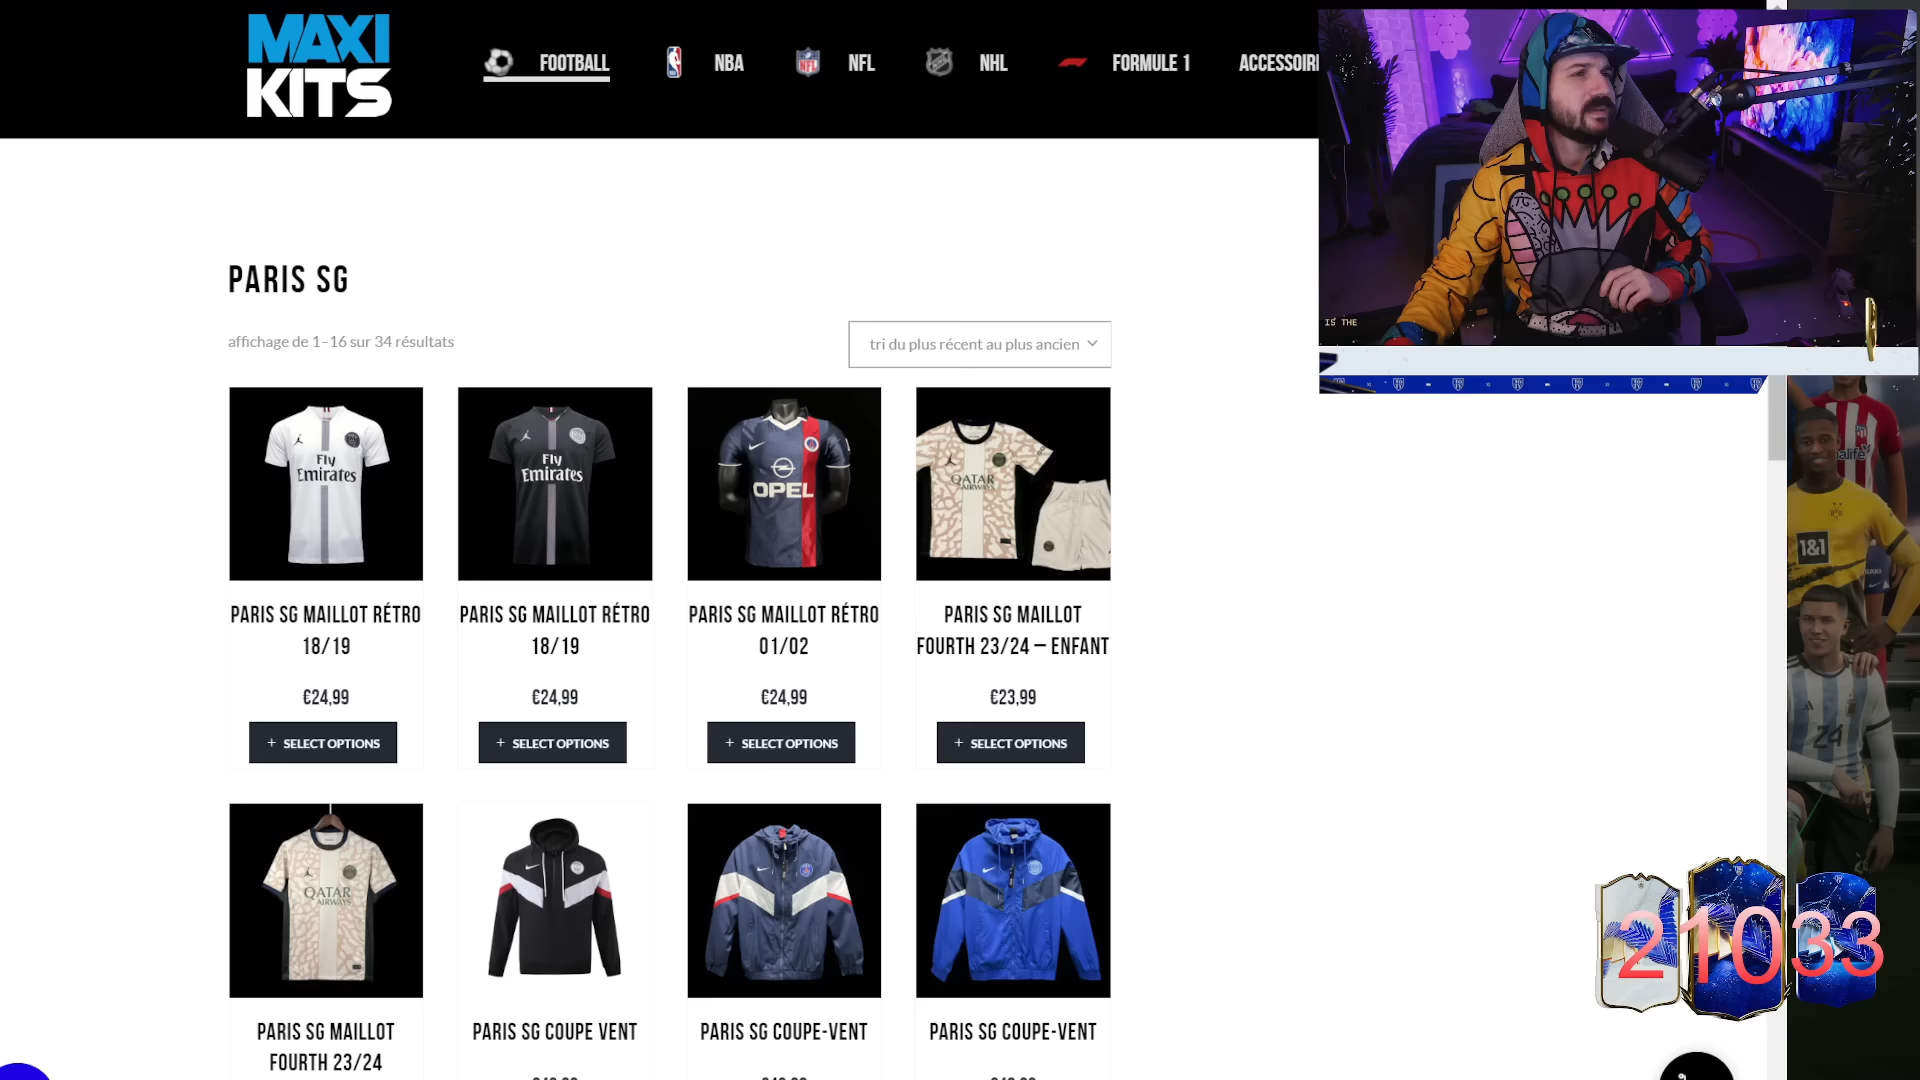 MAXI
KITS
FOOTBALL
NBA
NFL
NHL
FORMULE 1
IS THE
PARIS SG
affichage de 1–16 sur 34 résultats
tri du plus récent au plus ancien
Fly
Emirates
Fly
Emirates
OPEL
QATAR
AIRWAYS
PARIS SG MAILLOT RÉTRO
18/19
PARIS SG MAILLOT RÉTRO
18/19
PARIS SG MAILLOT RÉTRO
01/02
PARIS SG MAILLOT
FOURTH 23/24 – ENFANT
€24,99
€24,99
€24,99
€23,99
+ SELECT OPTIONS
+ SELECT OPTIONS
+ SELECT OPTIONS
+ SELECT OPTIONS
QATAR
AIRWAYS
1&1
24
21033
PARIS SG MAILLOT
FOURTH 23/24
PARIS SG COUPE VENT
PARIS SG COUPE-VENT
PARIS SG COUPE-VENT